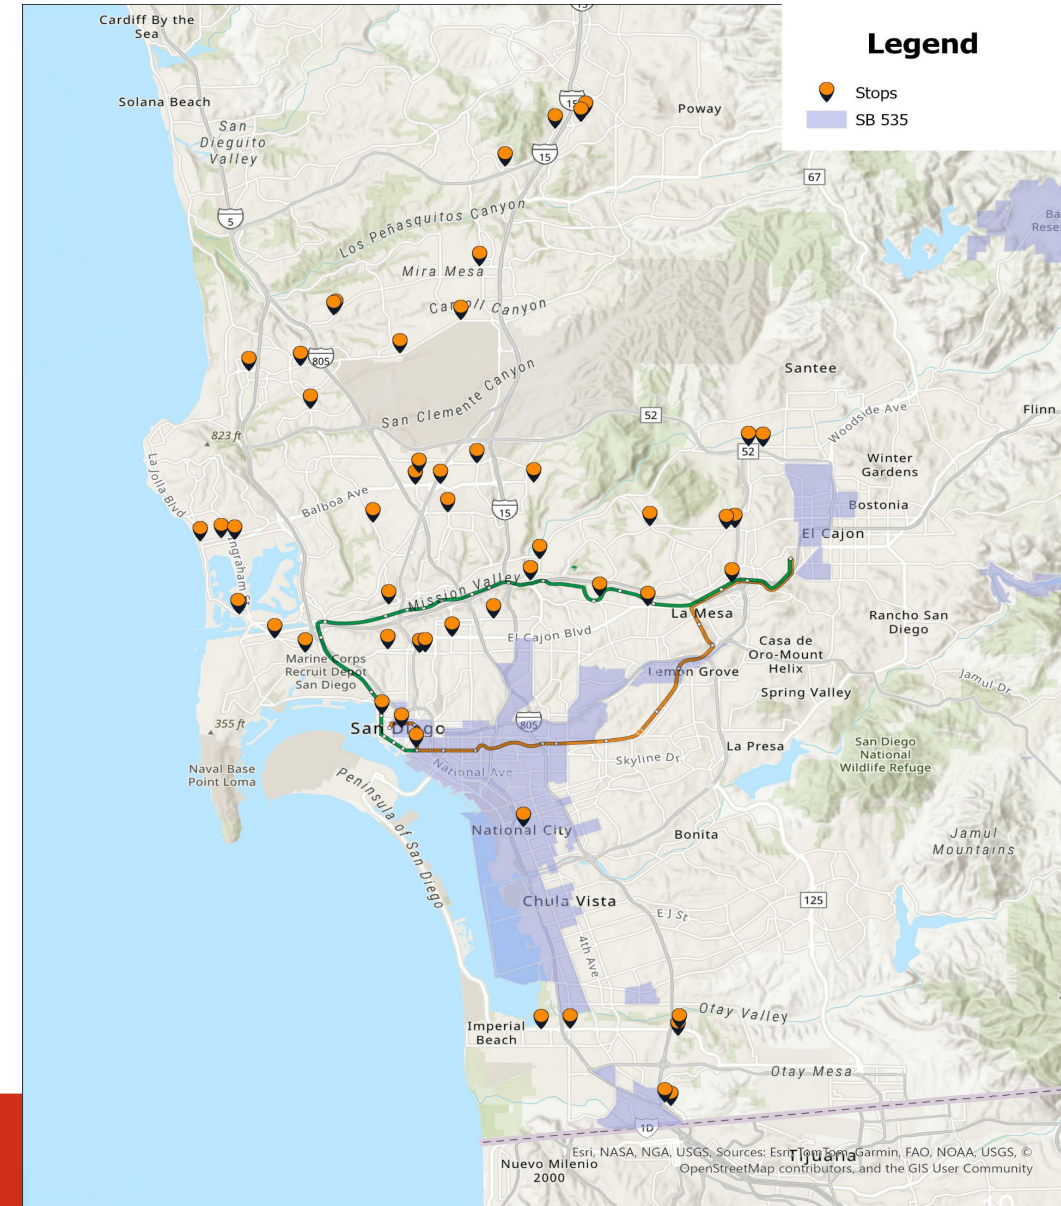 Cardiff By the
Sea
15
Legend
Stops
SB 535
Solana Beach
15
Poway
San
Dieguito
Valley
15
67
5
Los Peñasquitos Canyon
Ba
Rese
Mira Mesa
Carroll Canyon
805
Santee
San Clemente Canyon
52
Woodside Ave
Flinn
823 ft
52
Winter
Gardens
La Jolla Blvd
Balboa Ave
15
Bostonia
El Cajon
Ingraham S
Mission Valley
La Mesa
Rancho San
Diego
El Cajon Blvd
Casa de
Oro-Mount
Helix
Marine Corps
Recruit Depot
San Diego
Lemon Grove
Jamul Dr
Spring Valley
355 ft
San Diego
805
La Presa
San Diego
National
Wildlife Refuge
Skyline Dr
Naval Base
Point Loma
National Ave
Peninsula of San Diego
National City
Bonita
Jamul
Mountains
Chula Vista
125
E J St
4th Ave
Otay Valley
Imperial
Beach
Otay Mesa
1D
Tijuana
Esri, NASA, NGA, USGS, Sources: Esri, TomTom, Garmin, FAO, NOAA, USGS, ©
OpenStreetMap contributors, and the GIS User Community
Nuevo Milenio
2000